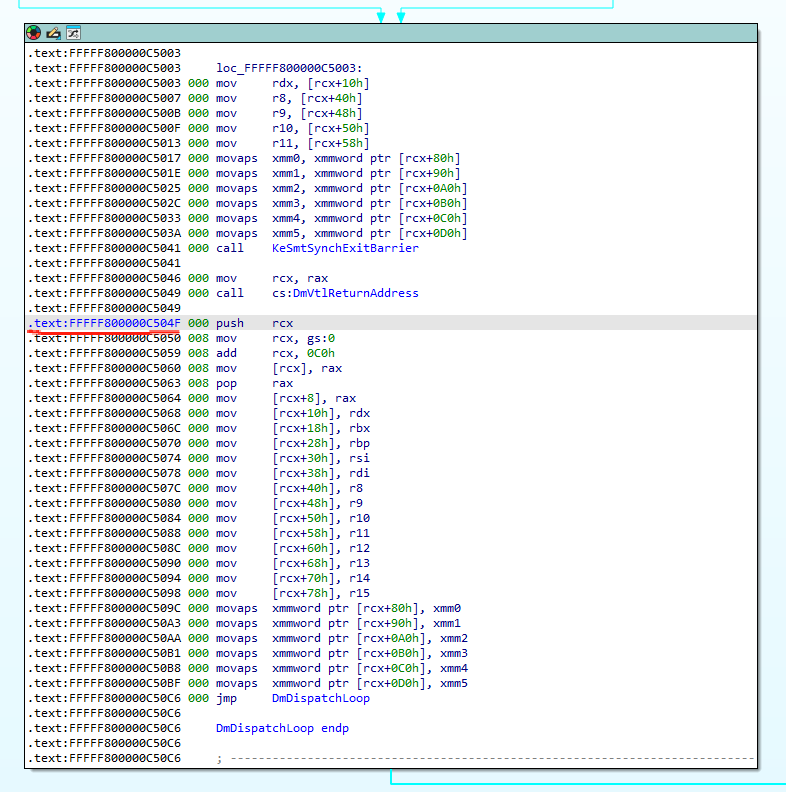 .text:FFFFF800000C5003
.text:FFFFF800000C5003 loc_FFFFF800000C5003:
.text:FFFFF800000C5003 000 mov rdx, [rcx+10h]
.text:FFFFF800000C5007 000 mov r8, [rcx+40h]
.text:FFFFF800000C500B 000 mov r9, [rcx+48h]
.text:FFFFF800000C500F 000 mov r10, [rcx+50h]
.text:FFFFF800000C5013 000 mov r11, [rcx+58h]
.text:FFFFF800000C5017 000 movaps xmm0, xmmword ptr [rcx+80h]
.text:FFFFF800000C501E 000 movaps xmm1, xmmword ptr [rcx+90h]
.text:FFFFF800000C5025 000 movaps xmm2, xmmword ptr [rcx+0A0h]
.text:FFFFF800000C502C 000 movaps xmm3, xmmword ptr [rcx+0B0h]
.text:FFFFF800000C5033 000 movaps xmm4, xmmword ptr [rcx+0C0h]
.text:FFFFF800000C503A 000 movaps xmm5, xmmword ptr [rcx+0D0h]
.text:FFFFF800000C5041 000 call KeSmtSynchExitBarrier
.text:FFFFF800000C5041
.text:FFFFF800000C5046 000 mov rcx, rax
.text:FFFFF800000C5049 000 call cs:DmVtlReturnAddress
.text:FFFFF800000C5049
.text:FFFFF800000C504F 000 push rcx
.text:FFFFF800000C5050 008 mov rcx, gs:0
.text:FFFFF800000C5059 008 add rcx, 0C0h
.text:FFFFF800000C5060 008 mov [rcx], rax
.text:FFFFF800000C5063 008 pop rax
.text:FFFFF800000C5064 000 mov [rcx+8], rax
.text:FFFFF800000C5068 000 mov [rcx+10h], rdx
.text:FFFFF800000C506C 000 mov [rcx+18h], rbx
.text:FFFFF800000C5070 000 mov [rcx+28h], rbp
.text:FFFFF800000C5074 000 mov [rcx+30h], rsi
.text:FFFFF800000C5078 000 mov [rcx+38h], rdi
.text:FFFFF800000C507C 000 mov [rcx+40h], r8
.text:FFFFF800000C5080 000 mov [rcx+48h], r9
.text:FFFFF800000C5084 000 mov [rcx+50h], r10
.text:FFFFF800000C5088 000 mov [rcx+58h], r11
.text:FFFFF800000C508C 000 mov [rcx+60h], r12
.text:FFFFF800000C5090 000 mov [rcx+68h], r13
.text:FFFFF800000C5094 000 mov [rcx+70h], r14
.text:FFFFF800000C5098 000 mov [rcx+78h], r15
.text:FFFFF800000C509C 000 movaps xmmword ptr [rcx+80h], xmm0
.text:FFFFF800000C50A3 000 movaps xmmword ptr [rcx+90h], xmm1
.text:FFFFF800000C50AA 000 movaps xmmword ptr [rcx+0A0h], xmm2
.text:FFFFF800000C50B1 000 movaps xmmword ptr [rcx+0B0h], xmm3
.text:FFFFF800000C50B8 000 movaps xmmword ptr [rcx+0C0h], xmm4
.text:FFFFF800000C50BF 000 movaps xmmword ptr [rcx+0D0h], xmm5
.text:FFFFF800000C50C6 000 jmp DmDispatchLoop
.text:FFFFF800000C50C6
.text:FFFFF800000C50C6 DmDispatchLoop endp
.text:FFFFF800000C50C6
.text:FFFFF800000C50C6 ; ---------------------------------------------------------------------------